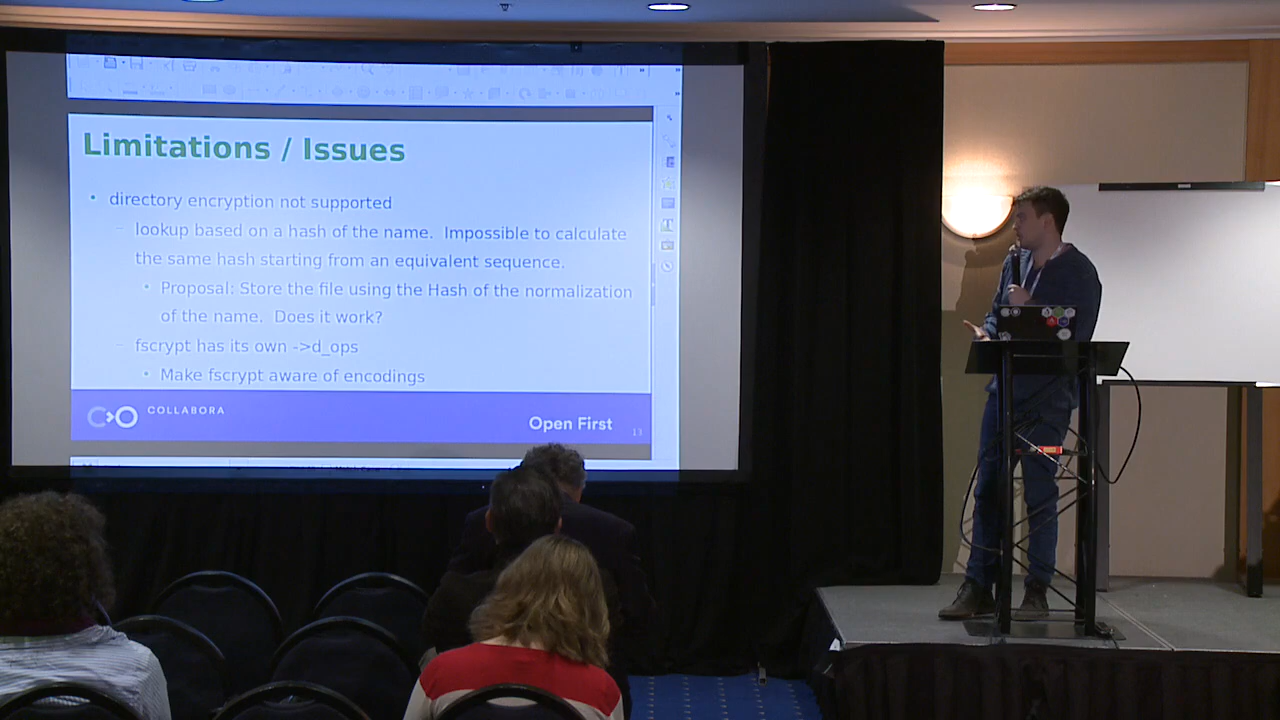 Limitations / Issues
• directory encryption not supported
– lookup based on a hash of the name. Impossible to calculate
the same hash starting from an equivalent sequence.
• Proposal: Store the file using the Hash of the normalization
of the name. Does it work?
– fscrypt has its own ->d_ops
• Make fscrypt aware of encodings
COLLABORA
Open First
13